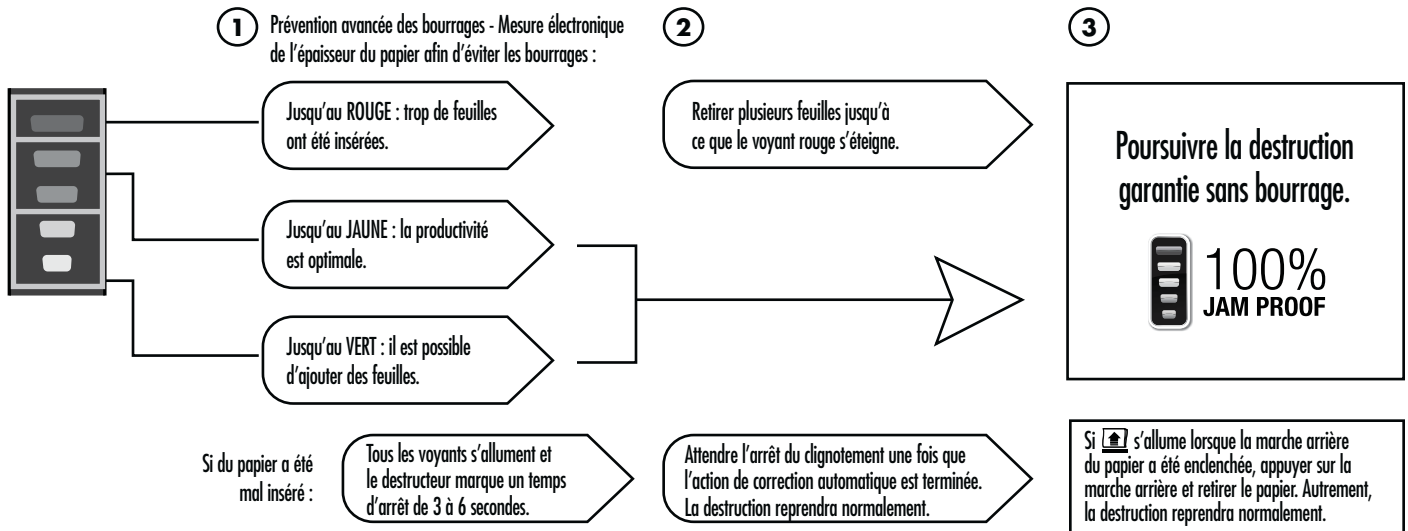 1
Prévention avancée des bourrages - Mesure électronique
de l'épaisseur du papier afin d'éviter les bourrages :
Jusqu'au ROUGE : trop de feuilles
ont été insérées.
Jusqu'au JAUNE : la productivité
est optimale.
Jusqu'au VERT : il est possible
d'ajouter des feuilles.
2
Retirer plusieurs feuilles jusqu'à
ce que le voyant rouge s'éteigne.
3
Poursuivre la destruction
garantie sans bourrage.
100%
JAM PROOF
Si du papier a été
mal inséré :
Tous les voyants s'allument et
le destructeur marque un temps
d'arrêt de 3 à 6 secondes.
Attendre l'arrêt du clignotement une fois que
l'action de correction automatique est terminée.
La destruction reprendra normalement.
Si s'allume lorsque la marche arrière
du papier a été enclenchée, appuyer sur la
marche arrière et retirer le papier. Autrement,
la destruction reprendra normalement.